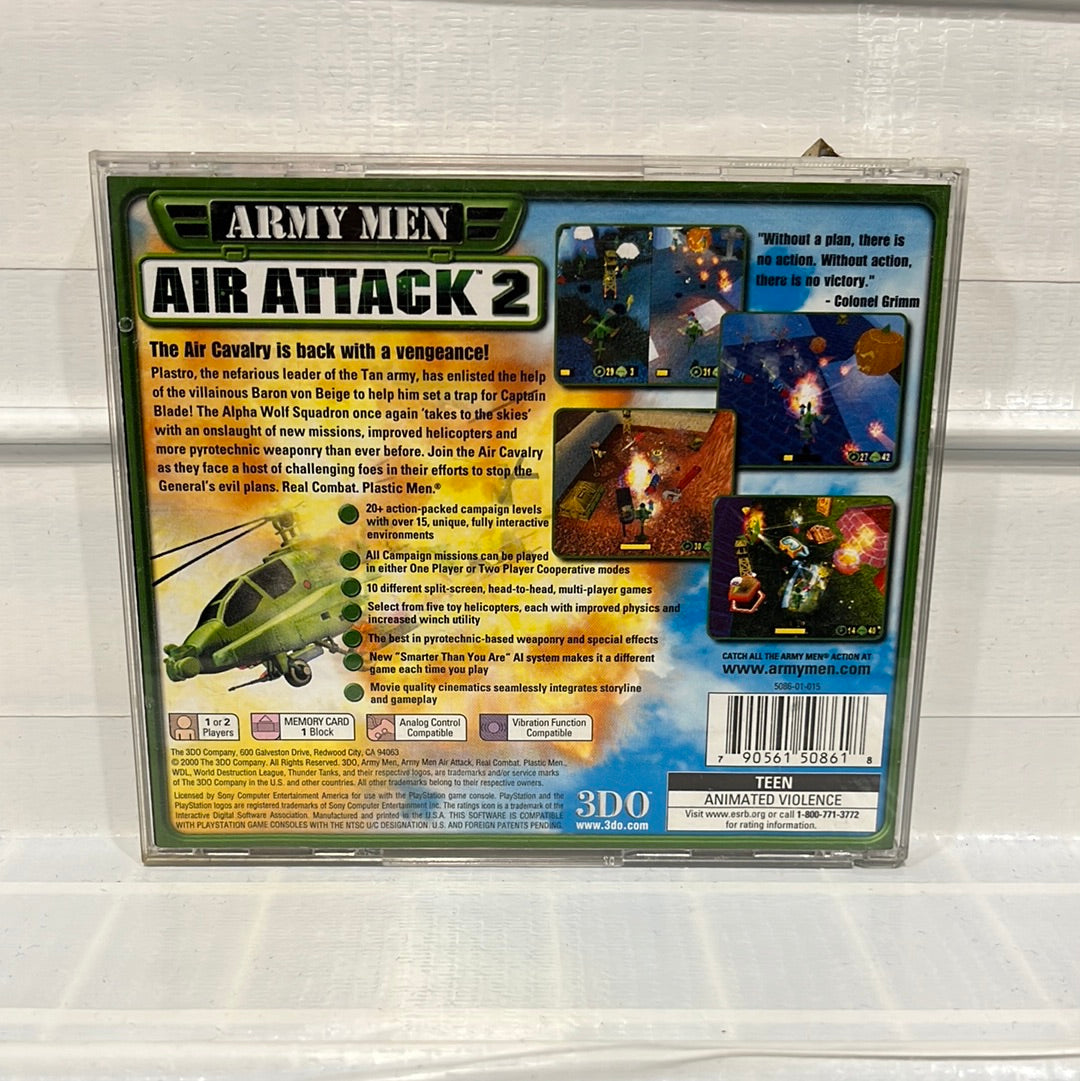 ARMY MEN
AIR ATTACK™ 2
"Without a plan, there is
no action. Without action,
there is no victory."
- Colonel Grimm
The Air Cavalry is back with a vengeance!
Plastro, the nefarious leader of the Tan army, has enlisted the help
of the villainous Baron von Beige to help him set a trap for Captain
Blade! The Alpha Wolf Squadron once again 'takes to the skies'
with an onslaught of new missions, improved helicopters and
more pyrotechnic weaponry than ever before. Join the Air Cavalry
as they face a host of challenging foes in their efforts to stop the
General's evil plans. Real Combat. Plastic Men.®
20+ action-packed campaign levels
with over 15, unique, fully interactive
environments
All Campaign missions can be played
in either One Player or Two Player Cooperative modes
10 different split-screen, head-to-head, multi-player games
Select from five toy helicopters, each with improved physics and
increased winch utility
The best in pyrotechnic-based weaponry and special effects
New "Smarter Than You Are" AI system makes it a different
game each time you play
Movie quality cinematics seamlessly integrates storyline
and gameplay
29 3
31
27 42
14 40
CATCH ALL THE ARMY MEN® ACTION AT
www.armymen.com
5086-01-015
7 90561 50861 8
1 or 2
Players
MEMORY CARD
1 Block
Analog Control
Compatible
Vibration Function
Compatible
The 3DO Company, 600 Galveston Drive, Redwood City, CA 94063
© 2000 The 3DO Company. All Rights Reserved. 3DO, Army Men, Army Men Air Attack, Real Combat. Plastic Men.,
WDL, World Destruction League, Thunder Tanks, and their respective logos, are trademarks and/or service marks
of The 3DO Company in the U.S. and other countries. All other trademarks belong to their respective owners.
Licensed by Sony Computer Entertainment America for use with the PlayStation game console. PlayStation and the
PlayStation logos are registered trademarks of Sony Computer Entertainment Inc. The ratings icon is a trademark of the
Interactive Digital Software Association. Manufactured and printed in the U.S.A. THIS SOFTWARE IS COMPATIBLE
WITH PLAYSTATION GAME CONSOLES WITH THE NTSC U/C DESIGNATION. U.S. AND FOREIGN PATENTS PENDING.
3DO™
www.3do.com
TEEN
ANIMATED VIOLENCE
Visit www.esrb.org or call 1-800-771-3772
for rating information.